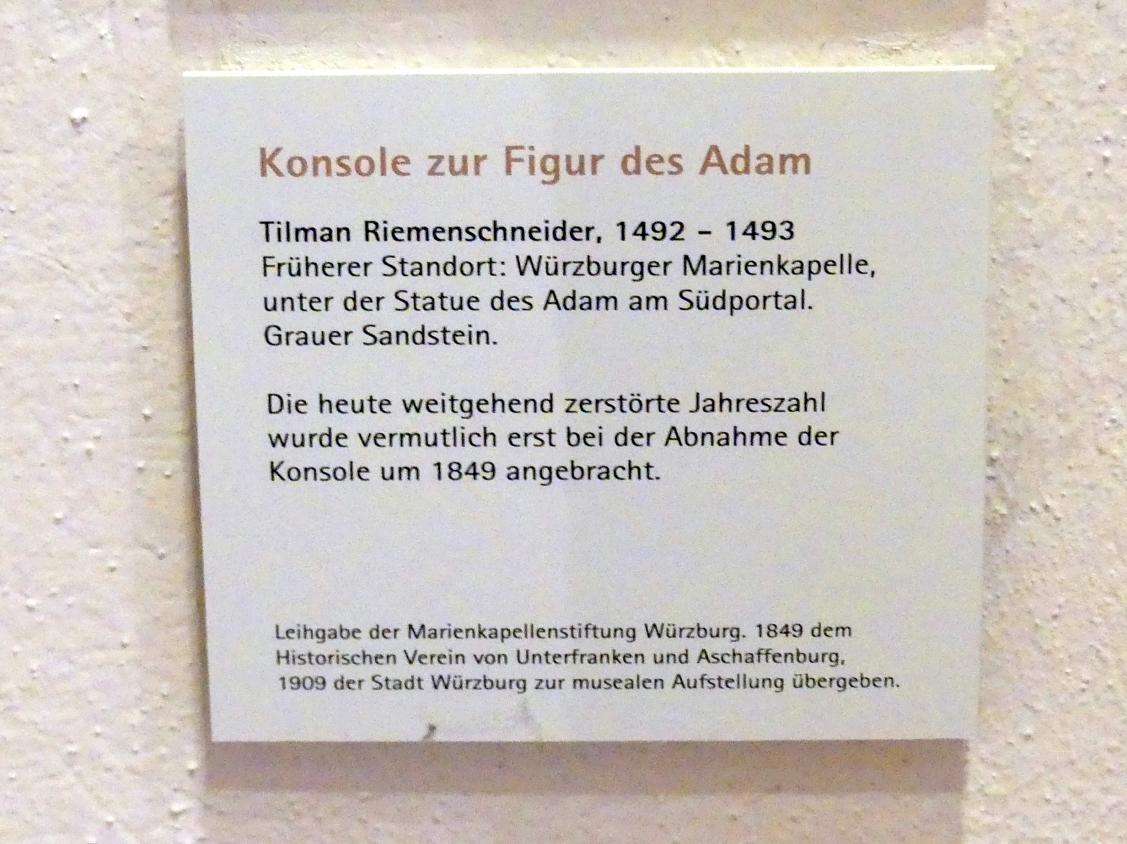 Konsole zur Figur des Adam
Tilman Riemenschneider, 1492 – 1493
Früherer Standort: Würzburger Marienkapelle,
unter der Statue des Adam am Südportal.
Grauer Sandstein.
Die heute weitgehend zerstörte Jahreszahl
wurde vermutlich erst bei der Abnahme der
Konsole um 1849 angebracht.
Leihgabe der Marienkapellenstiftung Würzburg. 1849 dem
Historischen Verein von Unterfranken und Aschaffenburg,
1909 der Stadt Würzburg zur musealen Aufstellung übergeben.